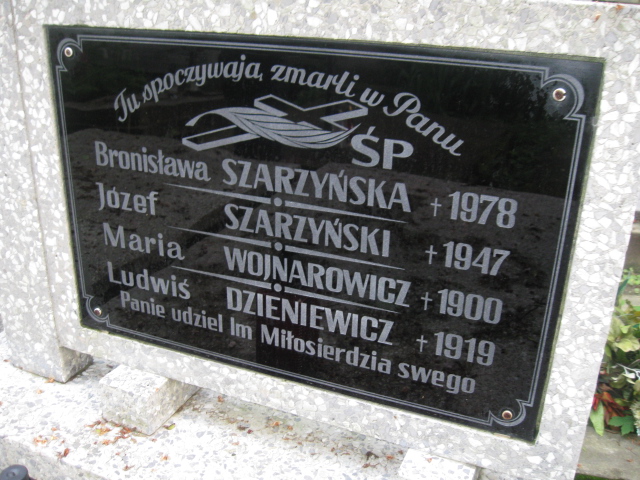 Tu spoczywają zmarli w Panu
ŚP
Bronisława SZARZYŃSKA † 1978
Józef SZARZYŃSKI † 1947
Maria WOJNAROWICZ † 1900
Ludwiś DZIENIEWICZ † 1919
Panie udziel Im Miłosierdzia swego